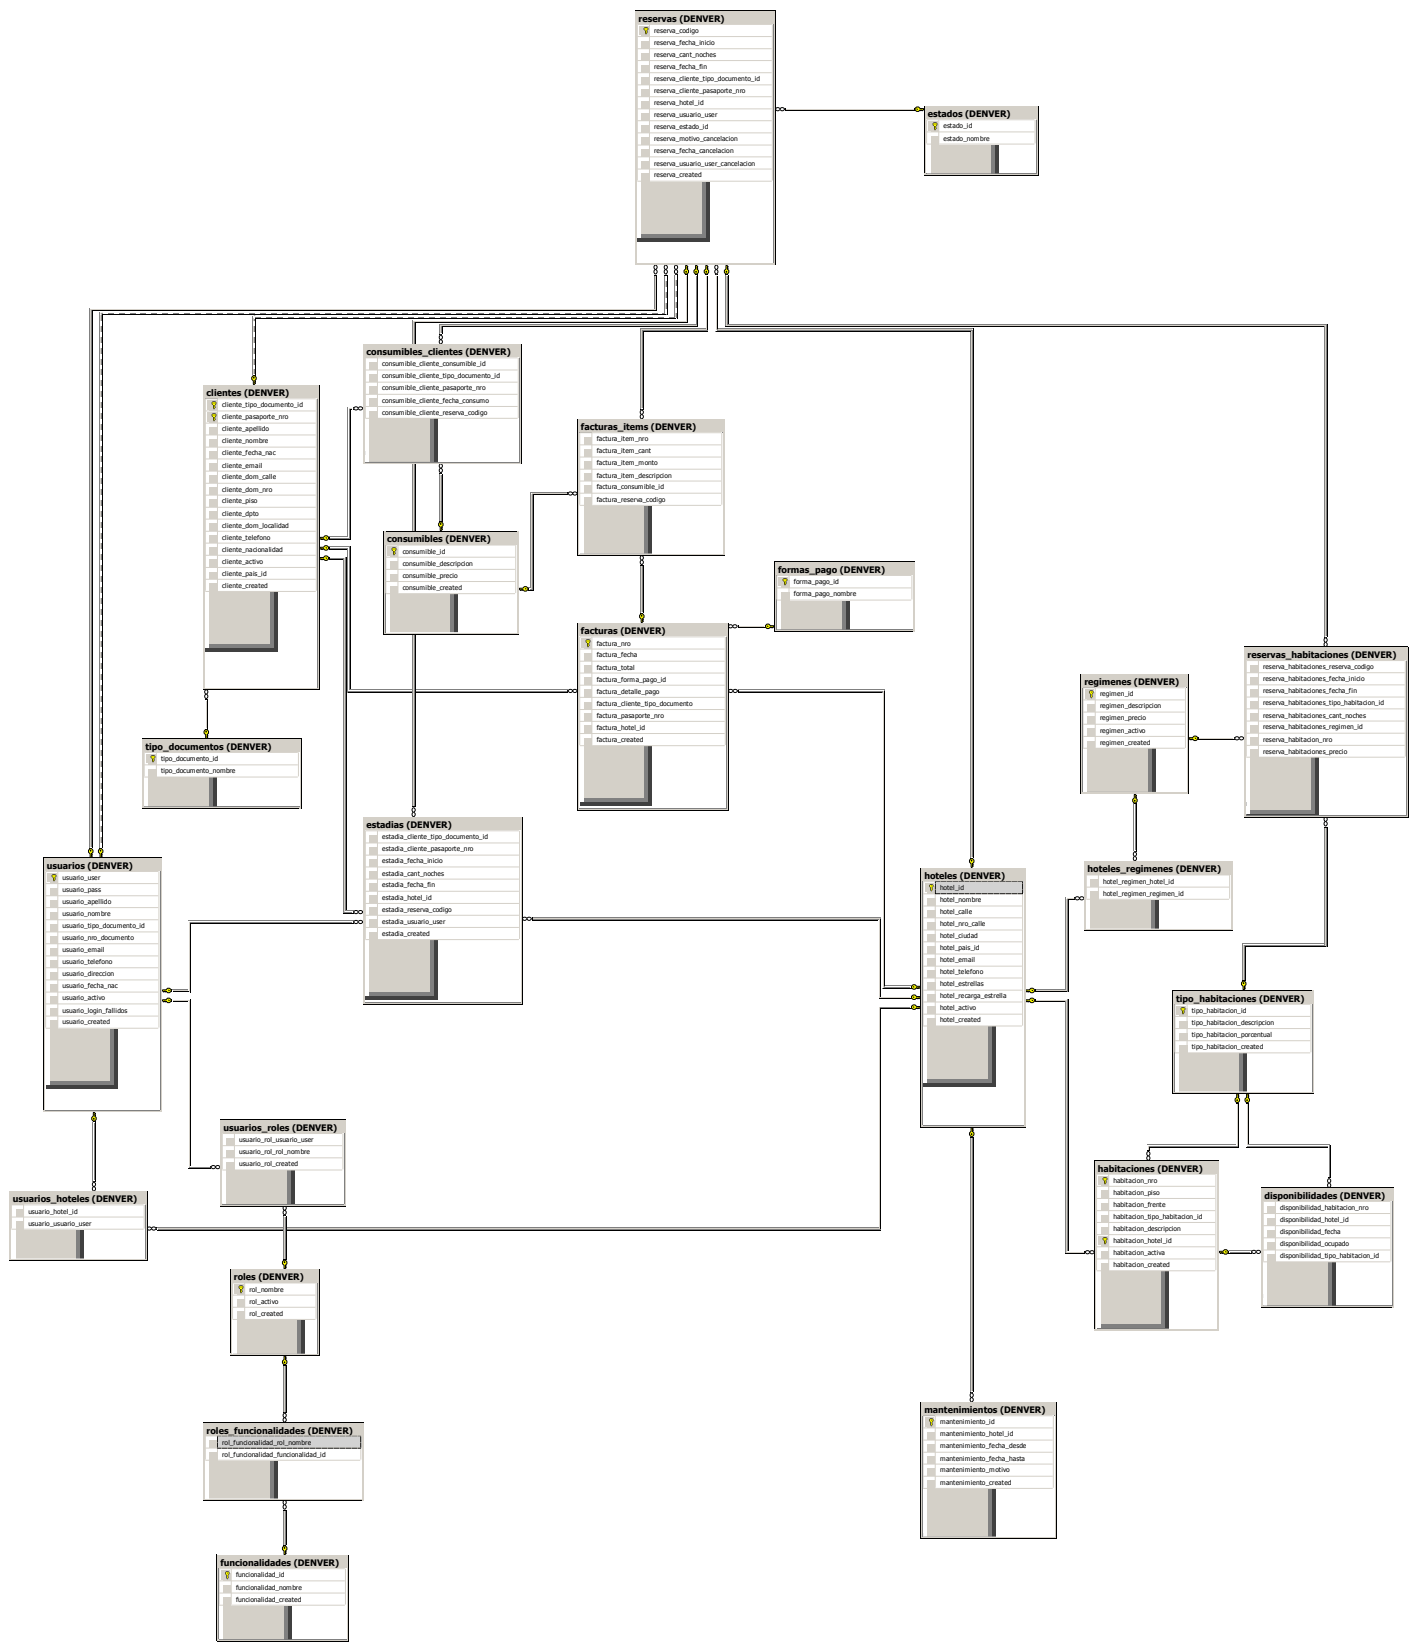 reservas (DENVER)
reserva_codigo
reserva_fecha_inicio
reserva_cant_noches
reserva_fecha_fin
reserva_cliente_tipo_documento_id
reserva_cliente_pasaporte_nro
reserva_hotel_id
reserva_usuario_user
reserva_estado_id
reserva_motivo_cancelacion
reserva_fecha_cancelacion
reserva_usuario_user_cancelacion
reserva_created
estados (DENVER)
estado_id
estado_nombre
consumibles_clientes (DENVER)
consumible_cliente_consumible_id
consumible_cliente_tipo_documento_id
consumible_cliente_pasaporte_nro
consumible_cliente_fecha_consumo
consumible_cliente_reserva_codigo
clientes (DENVER)
cliente_tipo_documento_id
cliente_pasaporte_nro
cliente_apellido
cliente_nombre
cliente_fecha_nac
cliente_email
cliente_dom_calle
cliente_dom_nro
cliente_piso
cliente_dpto
cliente_dom_localidad
cliente_telefono
cliente_nacionalidad
cliente_activo
cliente_pais_id
cliente_created
facturas_items (DENVER)
factura_item_nro
factura_item_cant
factura_item_monto
factura_item_descripcion
factura_consumible_id
factura_reserva_codigo
consumibles (DENVER)
consumible_id
consumible_descripcion
consumible_precio
consumible_created
formas_pago (DENVER)
forma_pago_id
forma_pago_nombre
facturas (DENVER)
factura_nro
factura_fecha
factura_total
factura_forma_pago_id
factura_detalle_pago
factura_cliente_tipo_documento
factura_pasaporte_nro
factura_hotel_id
factura_created
reservas_habitaciones (DENVER)
reserva_habitaciones_reserva_codigo
reserva_habitaciones_fecha_inicio
reserva_habitaciones_fecha_fin
reserva_habitaciones_tipo_habitacion_id
reserva_habitaciones_cant_noches
reserva_habitaciones_regimen_id
reserva_habitacion_nro
reserva_habitaciones_precio
regimenes (DENVER)
regimen_id
regimen_descripcion
regimen_precio
regimen_activo
regimen_created
tipo_documentos (DENVER)
tipo_documento_id
tipo_documento_nombre
estadias (DENVER)
estadia_cliente_tipo_documento_id
estadia_cliente_pasaporte_nro
estadia_fecha_inicio
estadia_cant_noches
estadia_fecha_fin
estadia_hotel_id
estadia_reserva_codigo
estadia_usuario_user
estadia_created
usuarios (DENVER)
usuario_user
usuario_pass
usuario_apellido
usuario_nombre
usuario_tipo_documento_id
usuario_nro_documento
usuario_email
usuario_telefono
usuario_direccion
usuario_fecha_nac
usuario_activo
usuario_login_fallidos
usuario_created
hoteles (DENVER)
hotel_id
hotel_nombre
hotel_calle
hotel_nro_calle
hotel_ciudad
hotel_pais_id
hotel_email
hotel_telefono
hotel_estrellas
hotel_recarga_estrella
hotel_activo
hotel_created
hoteles_regimenes (DENVER)
hotel_regimen_hotel_id
hotel_regimen_regimen_id
tipo_habitaciones (DENVER)
tipo_habitacion_id
tipo_habitacion_descripcion
tipo_habitacion_porcentual
tipo_habitacion_created
usuarios_roles (DENVER)
usuario_rol_usuario_user
usuario_rol_rol_nombre
usuario_rol_created
usuarios_hoteles (DENVER)
usuario_hotel_id
usuario_usuario_user
habitaciones (DENVER)
habitacion_nro
habitacion_piso
habitacion_frente
habitacion_tipo_habitacion_id
habitacion_descripcion
habitacion_hotel_id
habitacion_activa
habitacion_created
disponibilidades (DENVER)
disponibilidad_habitacion_nro
disponibilidad_hotel_id
disponibilidad_fecha
disponibilidad_ocupado
disponibilidad_tipo_habitacion_id
roles (DENVER)
rol_nombre
rol_activo
rol_created
mantenimientos (DENVER)
mantenimiento_id
mantenimiento_hotel_id
mantenimiento_fecha_desde
mantenimiento_fecha_hasta
mantenimiento_motivo
mantenimiento_created
roles_funcionalidades (DENVER)
rol_funcionalidad_rol_nombre
rol_funcionalidad_funcionalidad_id
funcionalidades (DENVER)
funcionalidad_id
funcionalidad_nombre
funcionalidad_created